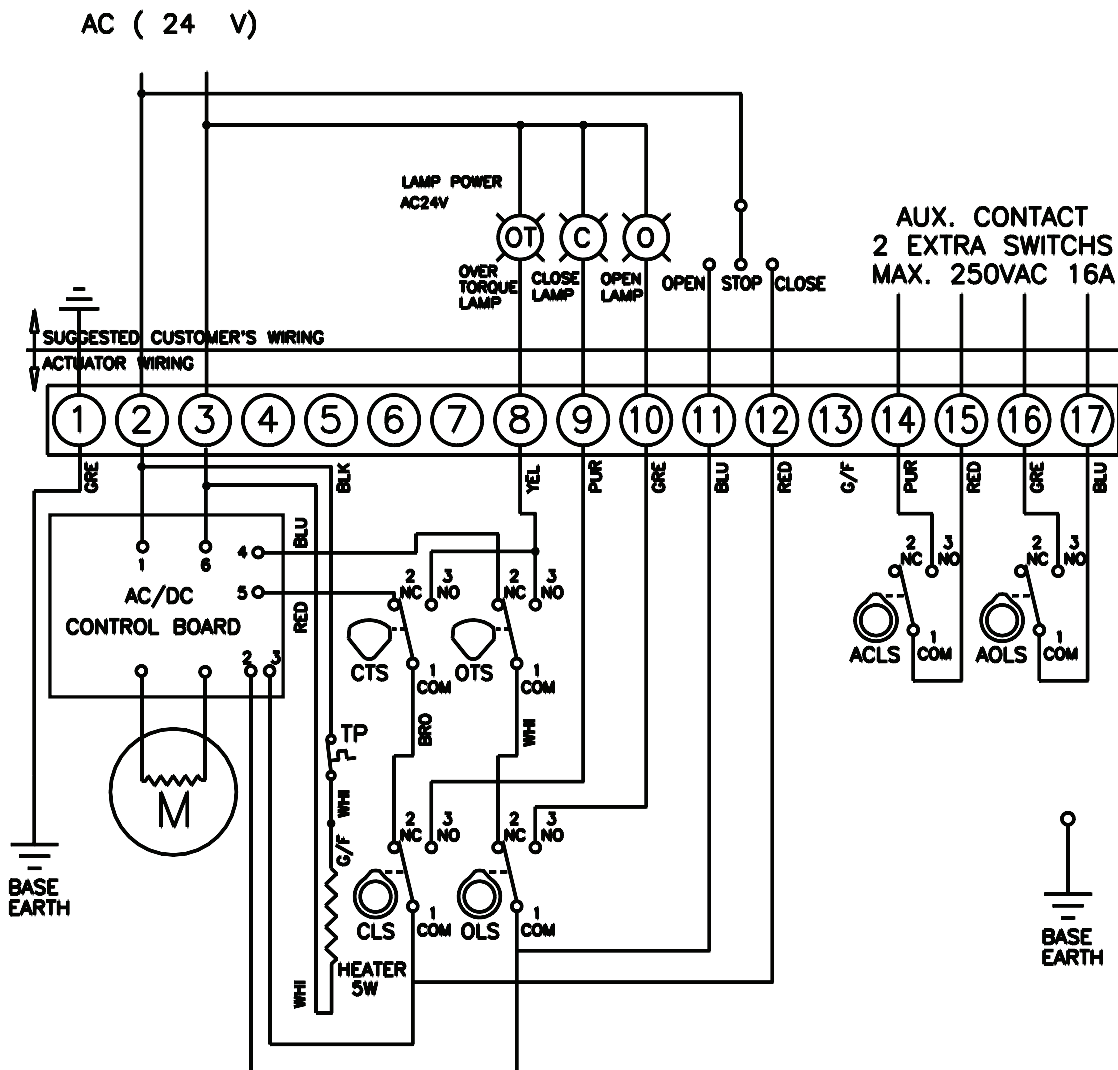 AC ( 24 V)
LAMP POWER
AC24V
OT
C
O
OVER
TORQUE
LAMP
CLOSE
LAMP
OPEN
LAMP
OPEN
STOP
CLOSE
AUX. CONTACT
2 EXTRA SWITCHS
MAX. 250VAC 16A
SUGGESTED CUSTOMER'S WIRING
ACTUATOR WIRING
1 2 3 4 5 6 7 8 9 10 11 12 13 14 15 16 17
GRE
BLK
YEL
PUR
GRE
BLU
RED
G/F
PUR
RED
GRE
BLU
1
6
4
5
2
3
AC/DC
CONTROL BOARD
BLU
RED
2
NC
3
NO
CTS
1
COM
2
NC
3
NO
OTS
1
COM
2
NC
3
NO
ACLS
1
COM
2
NC
3
NO
AOLS
1
COM
BRO
WHI
TP
WHI
G/F
M
2
NC
3
NO
CLS
1
COM
2
NC
3
NO
OLS
1
COM
HEATER
5W
WHI
BASE
EARTH
BASE
EARTH